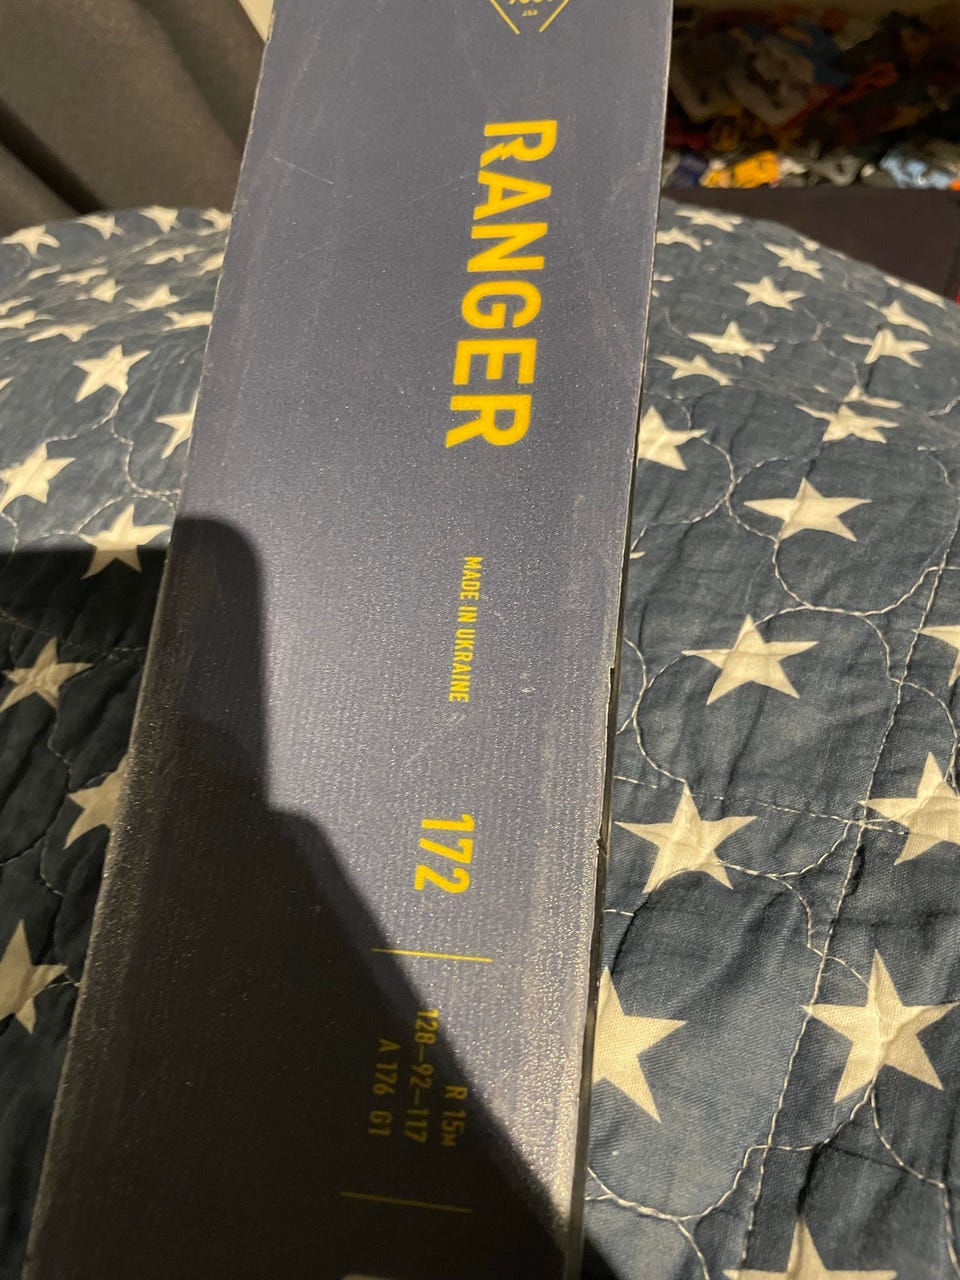 RANGER
MADE IN UKRAINE
172
R 15M
128-92-117
A 176 G1